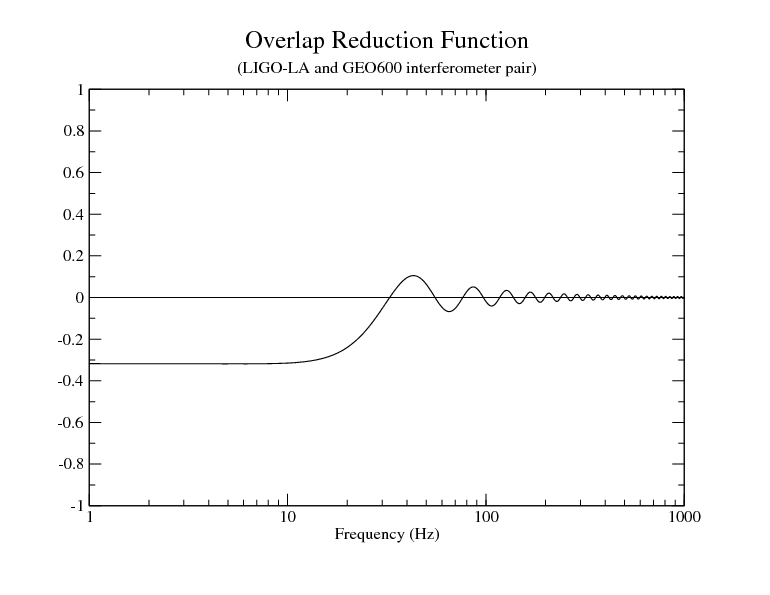 Overlap Reduction Function
(LIGO-LA and GEO600 interferometer pair)
1
0.8
0.6
0.4
0.2
0
-0.2
-0.4
-0.6
-0.8
-1
1 10 100 1000
Frequency (Hz)